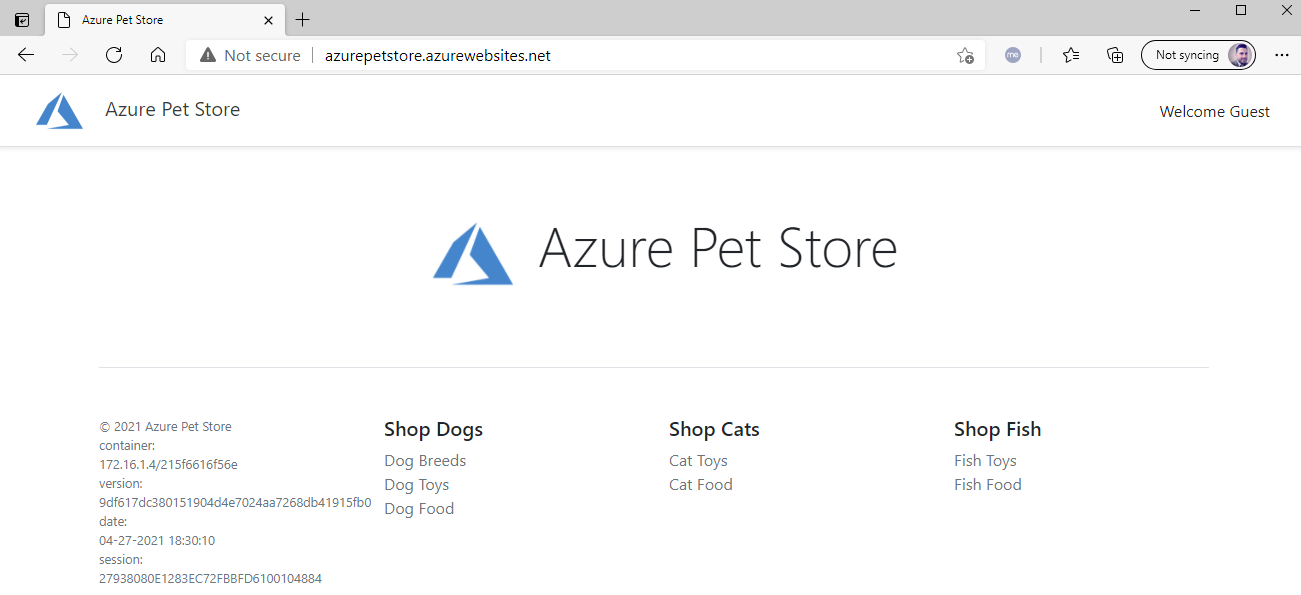 Azure Pet Store
Not secure
azurepetstore.azurewebsites.net
me
Not syncing
Azure Pet Store
Welcome Guest
Azure Pet Store
© 2021 Azure Pet Store
container:
172.16.1.4/215f6616f56e
version:
9df617dc380151904d4e7024aa7268db41915fb0
date:
04-27-2021 18:30:10
session:
27938080E1283EC72FBBFD6100104884
Shop Dogs
Dog Breeds
Dog Toys
Dog Food
Shop Cats
Cat Toys
Cat Food
Shop Fish
Fish Toys
Fish Food